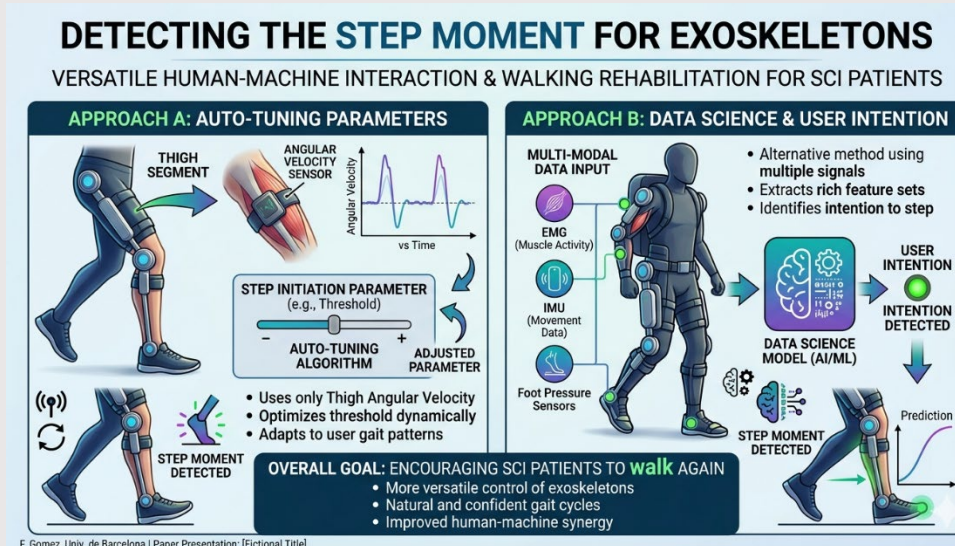 DETECTING THE STEP MOMENT FOR EXOSKELETONS
VERSATILE HUMAN-MACHINE INTERACTION & WALKING REHABILITATION FOR SCI PATIENTS
APPROACH A: AUTO-TUNING PARAMETERS
THIGH
SEGMENT
ANGULAR
VELOCITY
SENSOR
Angular Velocity
vs Time
STEP INITIATION PARAMETER
(e.g., Threshold)
- +
AUTO-TUNING
ALGORITHM
ADJUSTED
PARAMETER
STEP MOMENT
DETECTED
• Uses only Thigh Angular Velocity
• Optimizes threshold dynamically
• Adapts to user gait patterns
APPROACH B: DATA SCIENCE & USER INTENTION
MULTI-MODAL
DATA INPUT
EMG
(Muscle Activity)
IMU
(Movement
Data)
Foot Pressure
Sensors
• Alternative method using
multiple signals
• Extracts rich feature sets
• Identifies intention to step
DATA SCIENCE
MODEL (AI/ML)
USER
INTENTION
INTENTION
DETECTED
STEP MOMENT
DETECTED
Prediction
OVERALL GOAL: ENCOURAGING SCI PATIENTS TO walk AGAIN
• More versatile control of exoskeletons
• Natural and confident gait cycles
• Improved human-machine synergy
F. Gomez, Univ. de Barcelona | Paper Presentation: [Fictional Title]